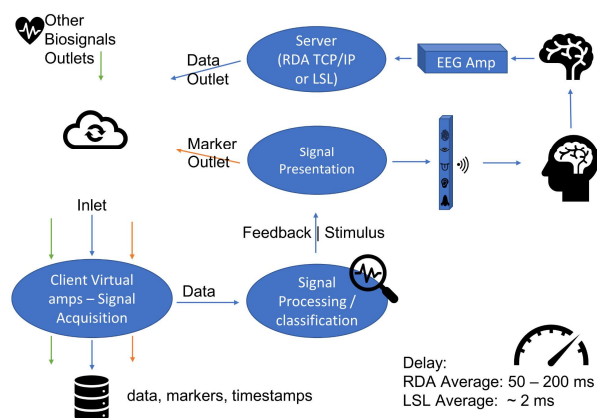 Other
Biosignals
Outlets
Data
Outlet
Server
(RDA TCP/IP
or LSL)
EEG Amp
Marker
Outlet
Signal
Presentation
Inlet
Feedback | Stimulus
Client Virtual
amps – Signal
Acquisition
Data
Signal
Processing /
classification
data, markers, timestamps
Delay:
RDA Average: 50 – 200 ms
LSL Average: ~ 2 ms